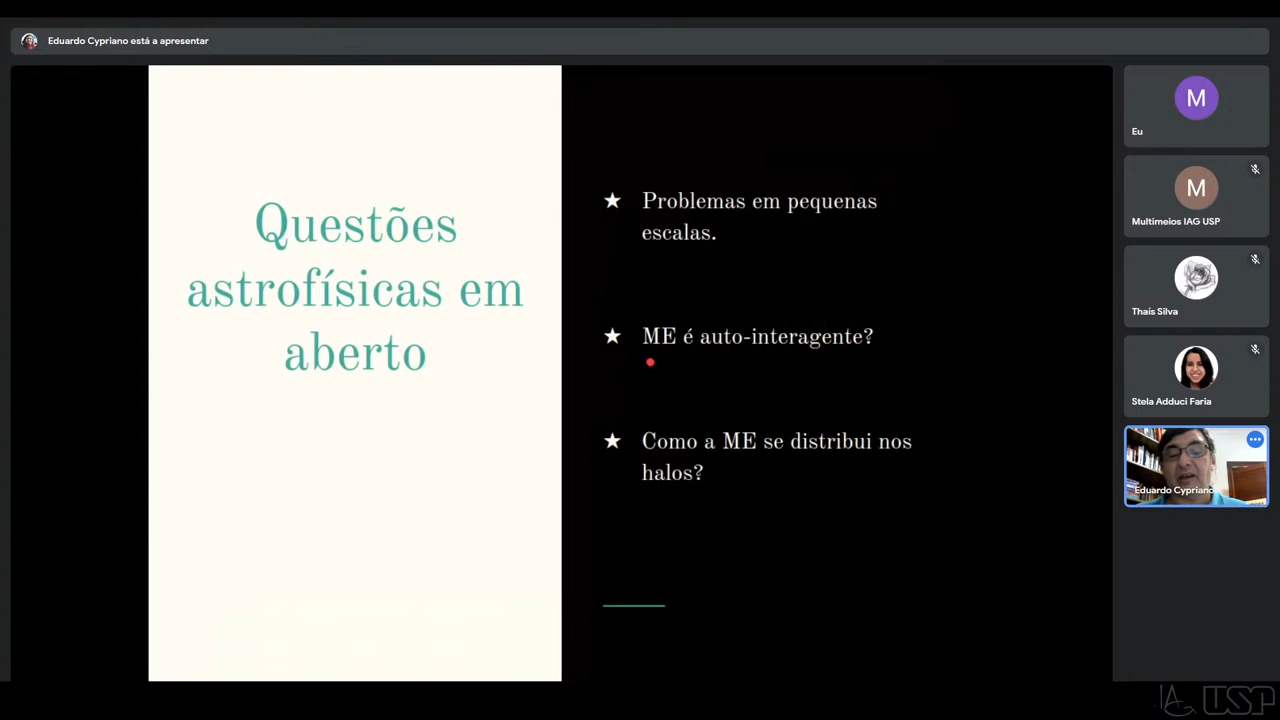 Eduardo Cypriano está a apresentar
Questões
astrofísicas em
aberto
★ Problemas em pequenas
escalas.
★ ME é auto-interagente?
★ Como a ME se distribui nos
halos?
M
Eu
M
Multimeios IAG USP
Thaís Silva
Stela Adduci Faria
Eduardo Cypriano
USP